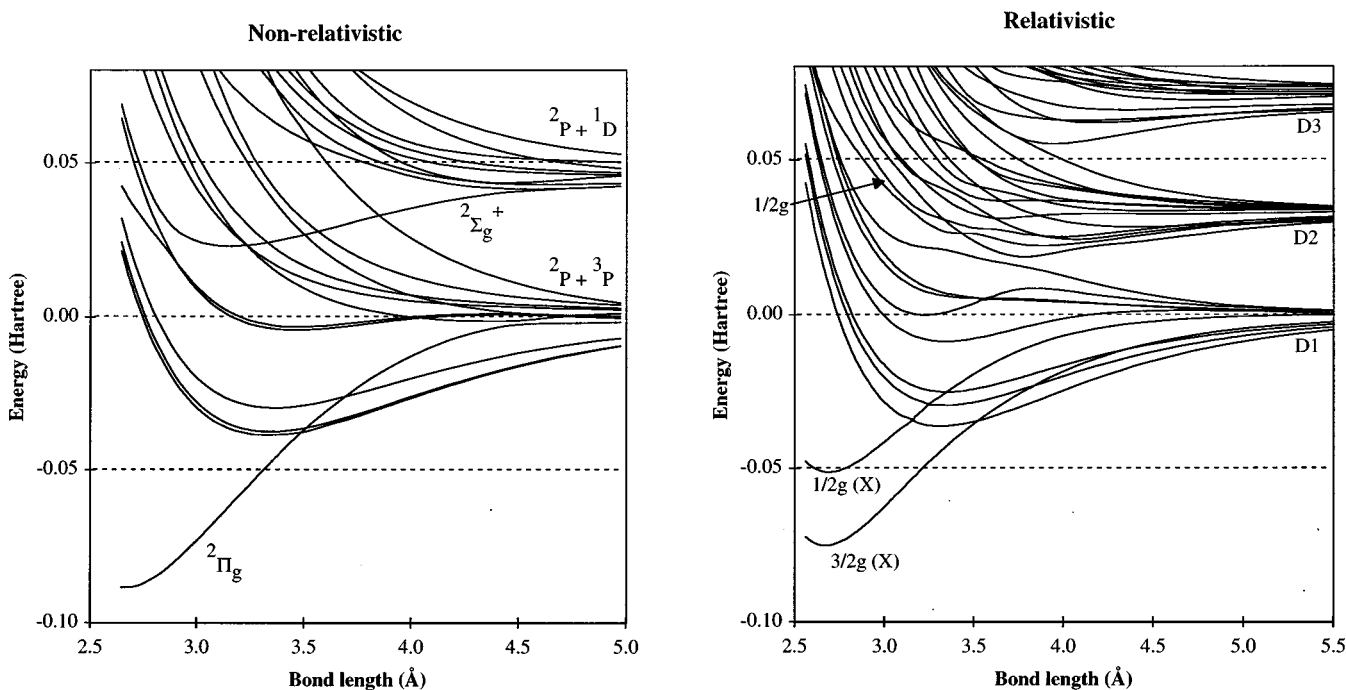 Non-relativistic
Energy (Hartree)
0.05
0.00
-0.05
-0.10
2.5 3.0 3.5 4.0 4.5 5.0
Bond length (Å)
²P + ¹D
²Σg⁺
²P + ³P
²Πg
Relativistic
Energy (Hartree)
0.05
0.00
-0.05
-0.10
2.5 3.0 3.5 4.0 4.5 5.0 5.5
Bond length (Å)
D3
1/2g
D2
D1
1/2g (X)
3/2g (X)